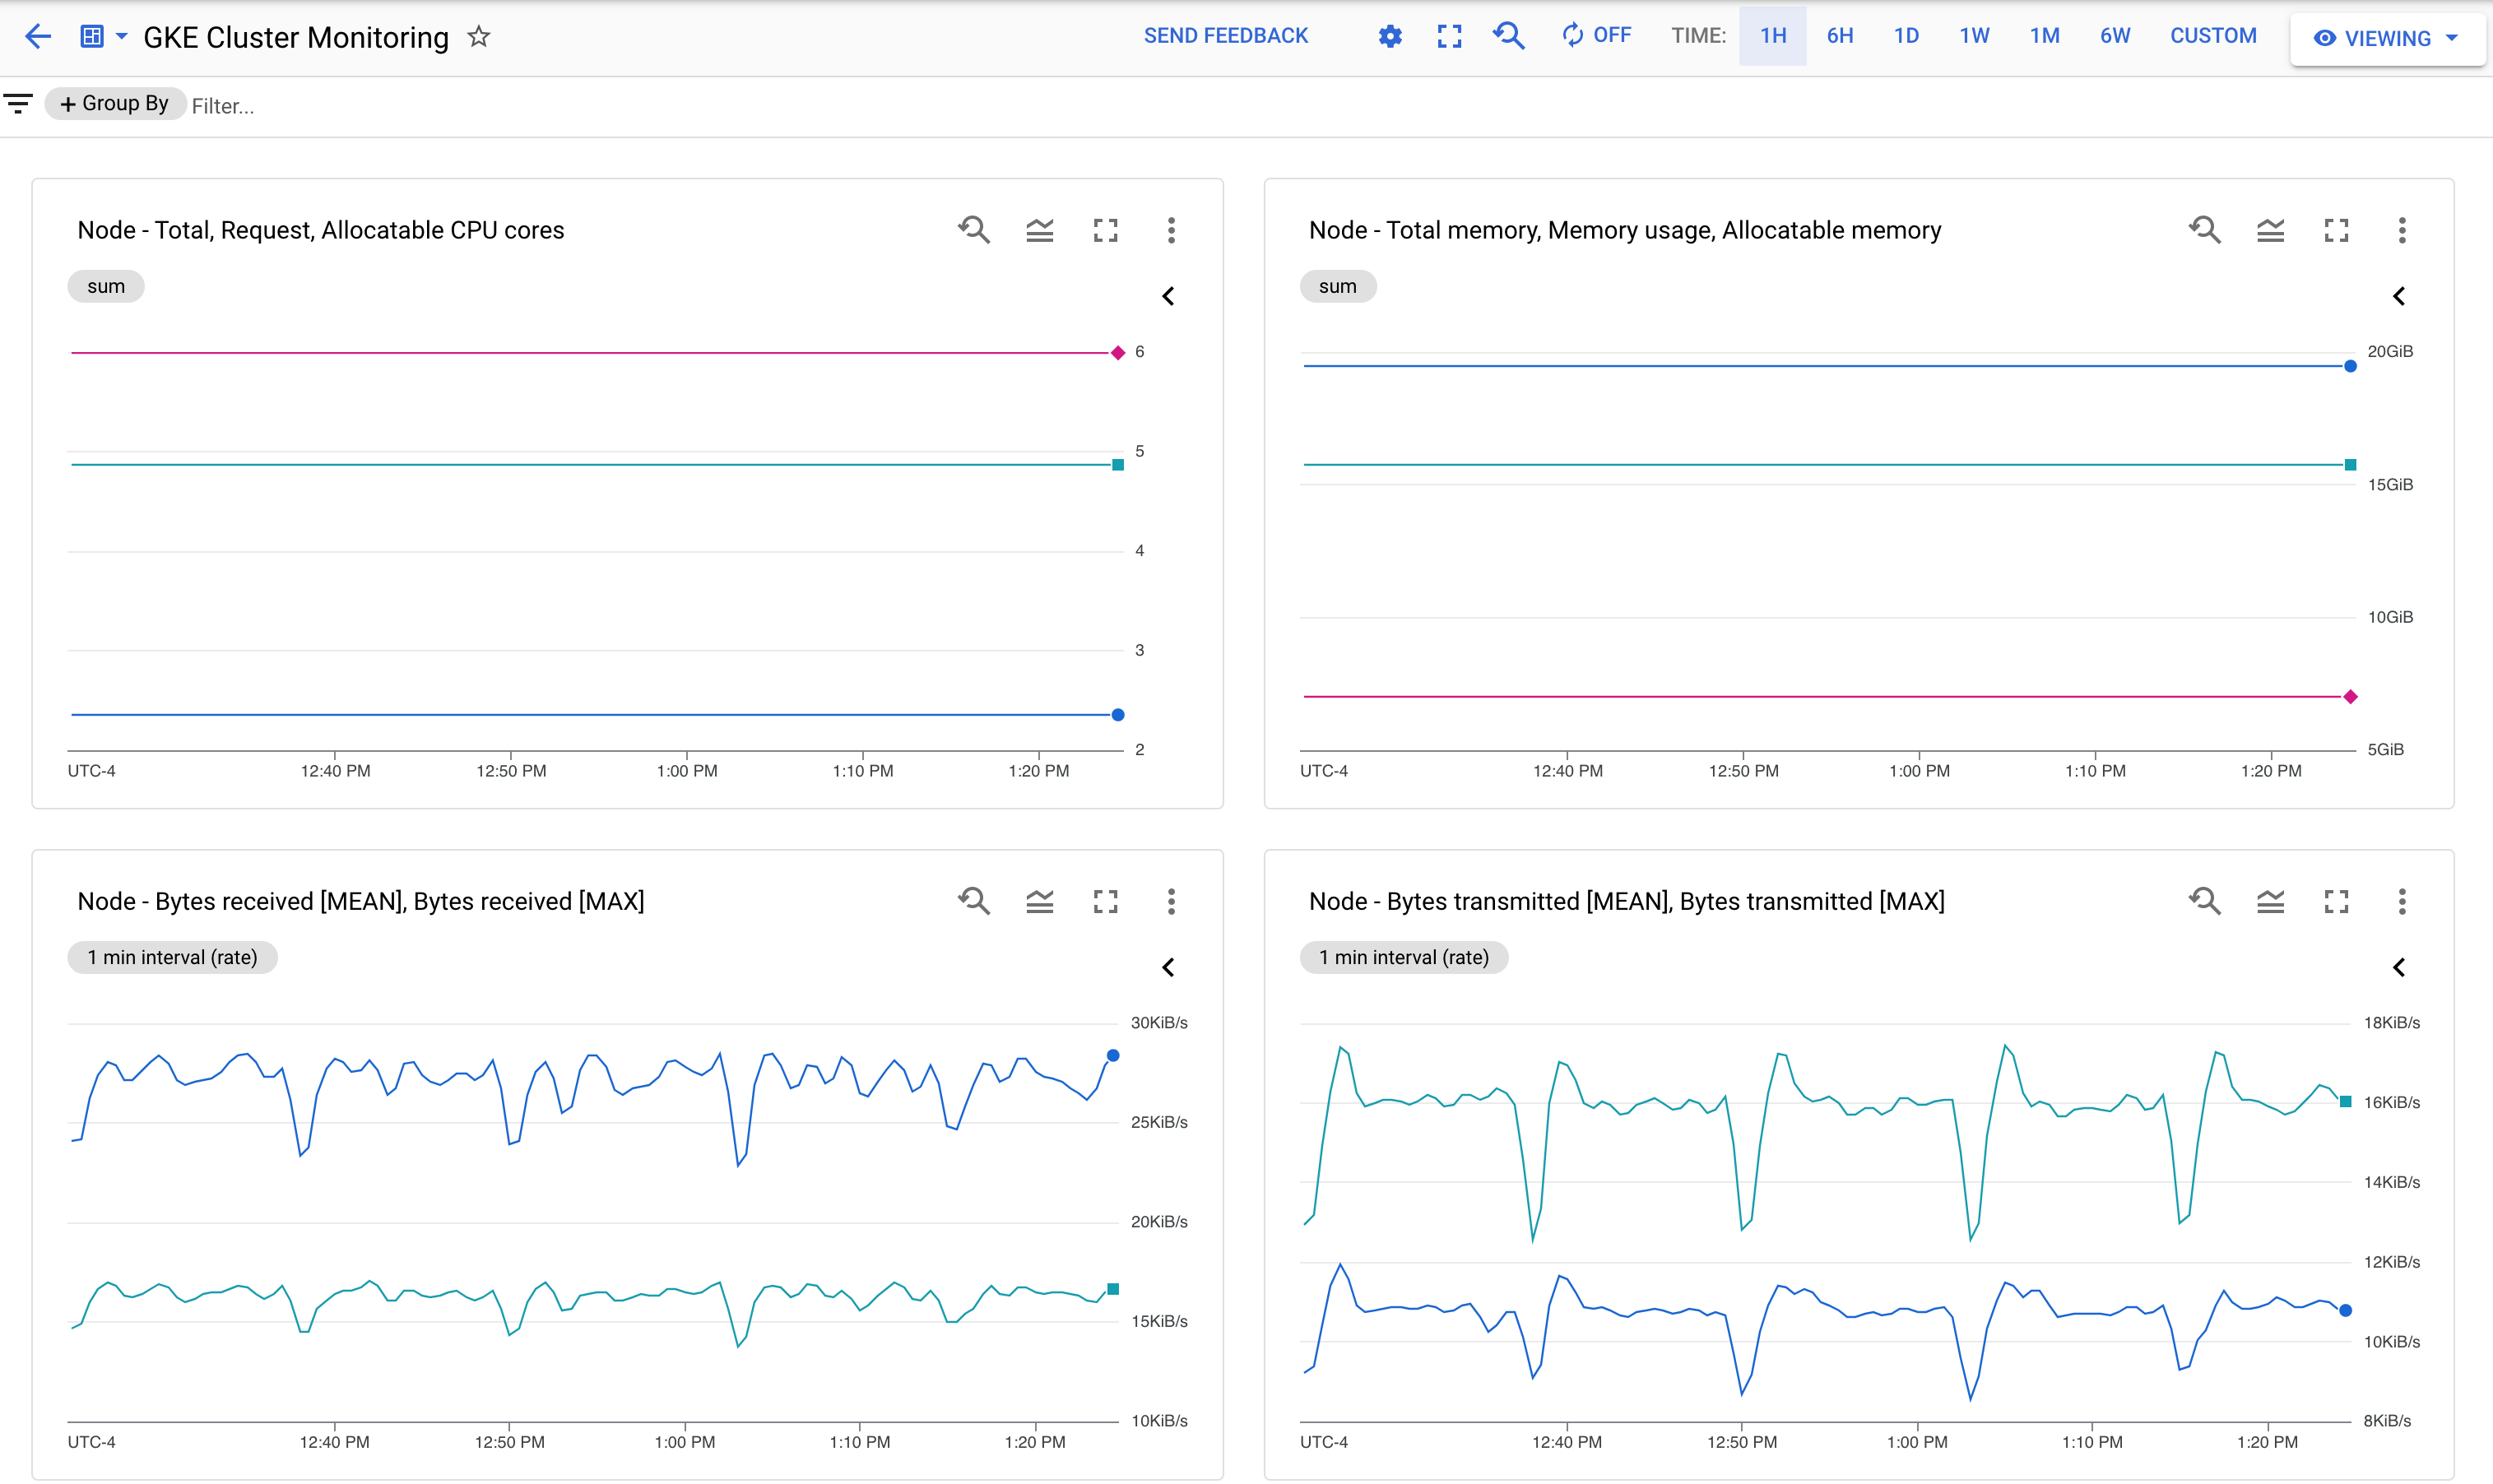 GKE Cluster Monitoring
SEND FEEDBACK
OFF
TIME: 1H 6H 1D 1W 1M 6W CUSTOM
VIEWING
+ Group By
Filter...
Node - Total, Request, Allocatable CPU cores
sum
6
5
4
3
2
UTC-4 12:40 PM 12:50 PM 1:00 PM 1:10 PM 1:20 PM
Node - Total memory, Memory usage, Allocatable memory
sum
20GiB
15GiB
10GiB
5GiB
UTC-4 12:40 PM 12:50 PM 1:00 PM 1:10 PM 1:20 PM
Node - Bytes received [MEAN], Bytes received [MAX]
1 min interval (rate)
30KiB/s
25KiB/s
20KiB/s
15KiB/s
10KiB/s
UTC-4 12:40 PM 12:50 PM 1:00 PM 1:10 PM 1:20 PM
Node - Bytes transmitted [MEAN], Bytes transmitted [MAX]
1 min interval (rate)
18KiB/s
16KiB/s
14KiB/s
12KiB/s
10KiB/s
8KiB/s
UTC-4 12:40 PM 12:50 PM 1:00 PM 1:10 PM 1:20 PM